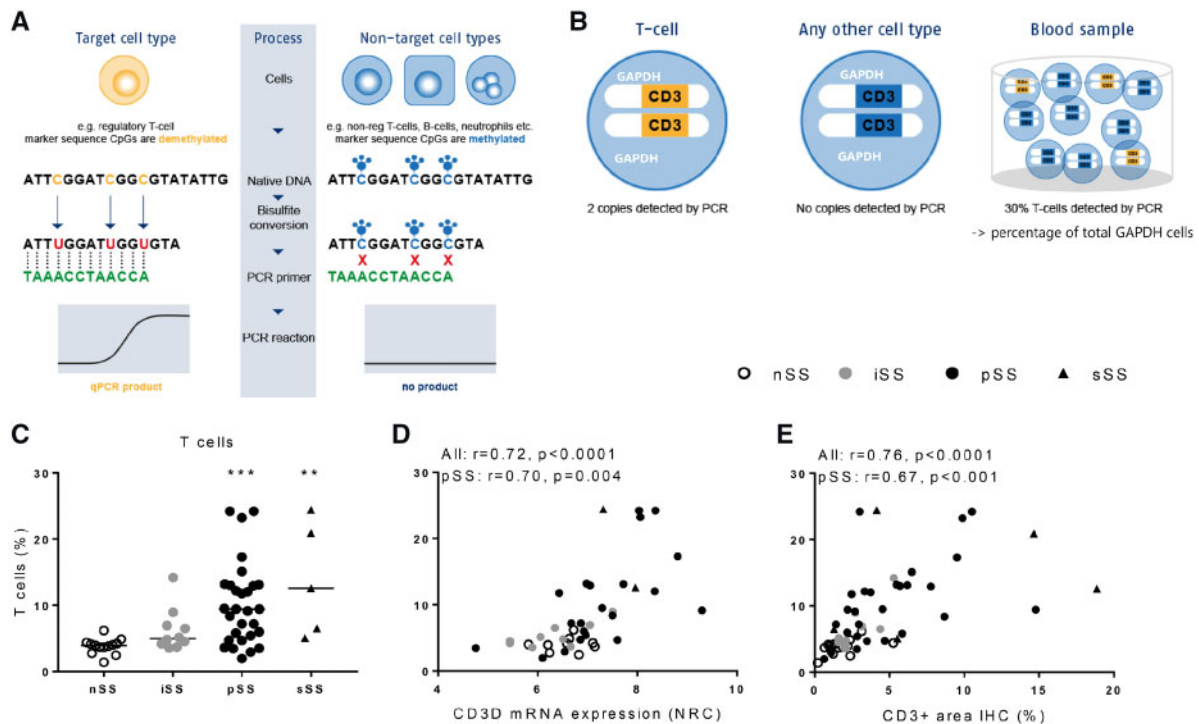 A
Target cell type
Process
Non-target cell types
Cells
e.g. regulatory T-cell
marker sequence CpGs are demethylated
e.g. non-reg T-cells, B-cells, neutrophils etc.
marker sequence CpGs are methylated
ATTCGGATCGGCGTATATTG
Native DNA
ATTCGGATCGGCGTATATTG
Bisulfite
conversion
ATTUGGATUGGUGTA
ATTCGGATCGGCGTA
X X X
TAAACCTAACCA
PCR primer
TAAACCTAACCA
PCR reaction
qPCR product
no product
B
T-cell
Any other cell type
Blood sample
GAPDH
CD3
CD3
GAPDH
GAPDH
CD3
CD3
GAPDH
2 copies detected by PCR
No copies detected by PCR
30% T-cells detected by PCR
-> percentage of total GAPDH cells
nSS iSS pSS sSS
C
T cells
*** **
T cells (%)
30
20
10
0
nSS iSS pSS sSS
D
All: r=0.72, p<0.0001
pSS: r=0.70, p=0.004
30
20
10
0
4 6 8 10
CD3D mRNA expression (NRC)
E
All: r=0.76, p<0.0001
pSS: r=0.67, p<0.001
30
20
10
0
0 5 10 15 20
CD3+ area IHC (%)